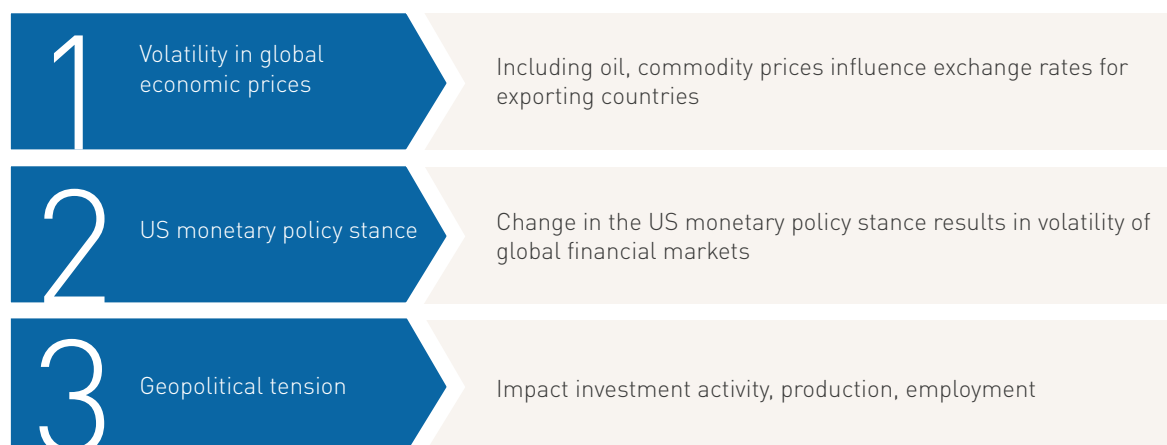 1
Volatility in global
economic prices
Including oil, commodity prices influence exchange rates for
exporting countries
2
US monetary policy stance
Change in the US monetary policy stance results in volatility of
global financial markets
3
Geopolitical tension
Impact investment activity, production, employment